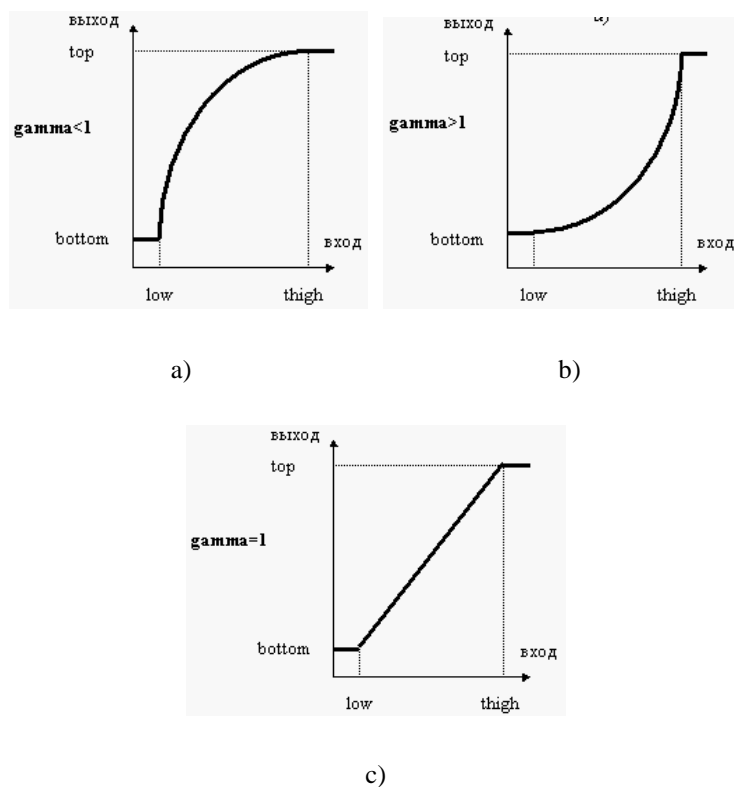 выход
top
gamma<1
bottom
вход
low
thigh
a)
выход
top
gamma>1
bottom
вход
low
thigh
b)
выход
top
gamma=1
bottom
вход
low
thigh
c)